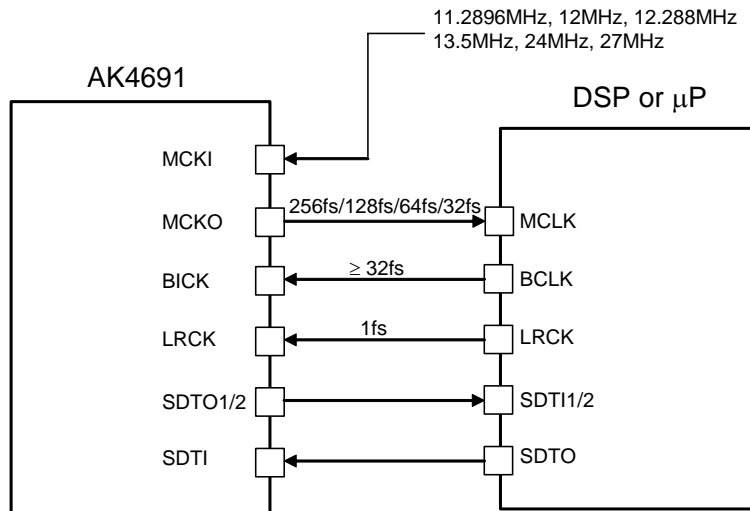 11.2896MHz, 12MHz, 12.288MHz
13.5MHz, 24MHz, 27MHz
AK4691
DSP or μP
MCKI
MCKO
256fs/128fs/64fs/32fs
MCLK
BICK
≥ 32fs
BCLK
LRCK
1fs
LRCK
SDTO1/2
SDTI1/2
SDTI
SDTO